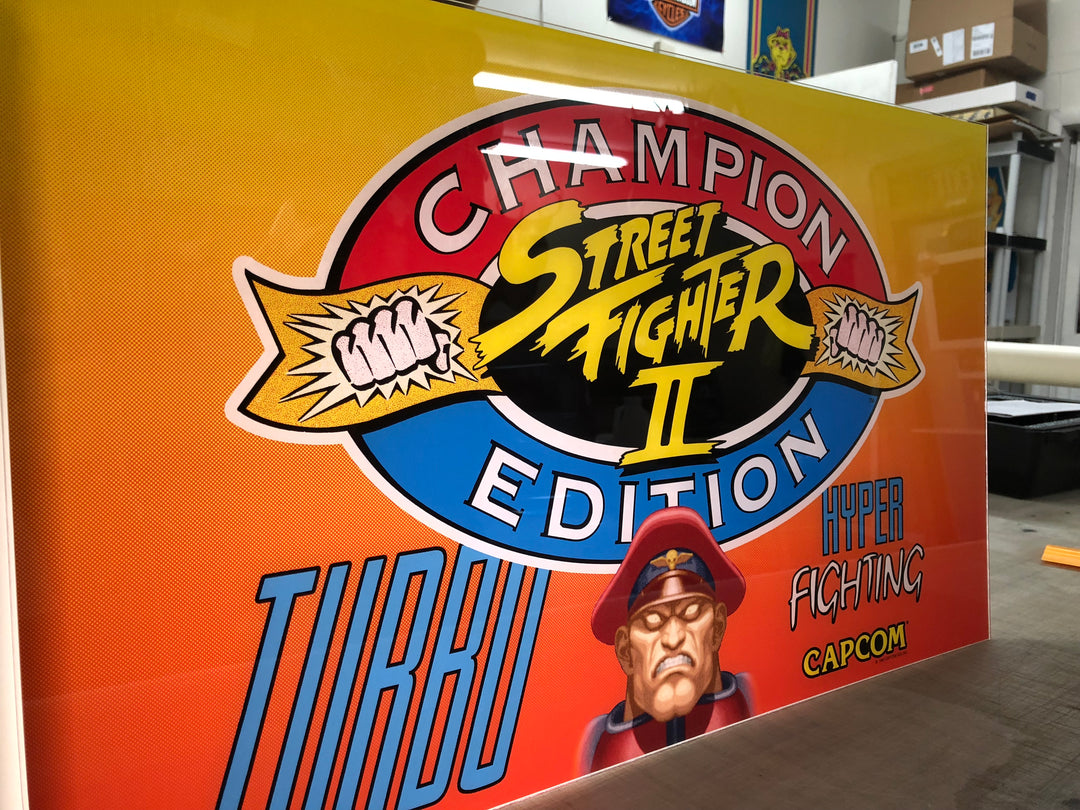 CHAMPION
STREET
FIGHTER
II
EDITION
TURBO
HYPER
FIGHTING
CAPCOM